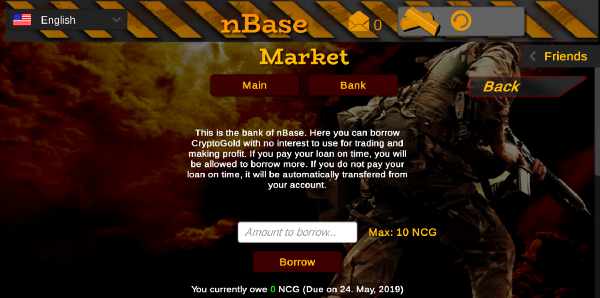 English
nBase
0
Market
Friends
Main
Bank
Back
This is the bank of nBase. Here you can borrow
CryptoGold with no interest to use for trading and
making profit. If you pay your loan on time, you will
be allowed to borrow more. If you do not pay your
loan on time, it will be automatically transfered from
your account.
Amount to borrow...
Max: 10 NCG
Borrow
You currently owe 0 NCG (Due on 24. May, 2019)